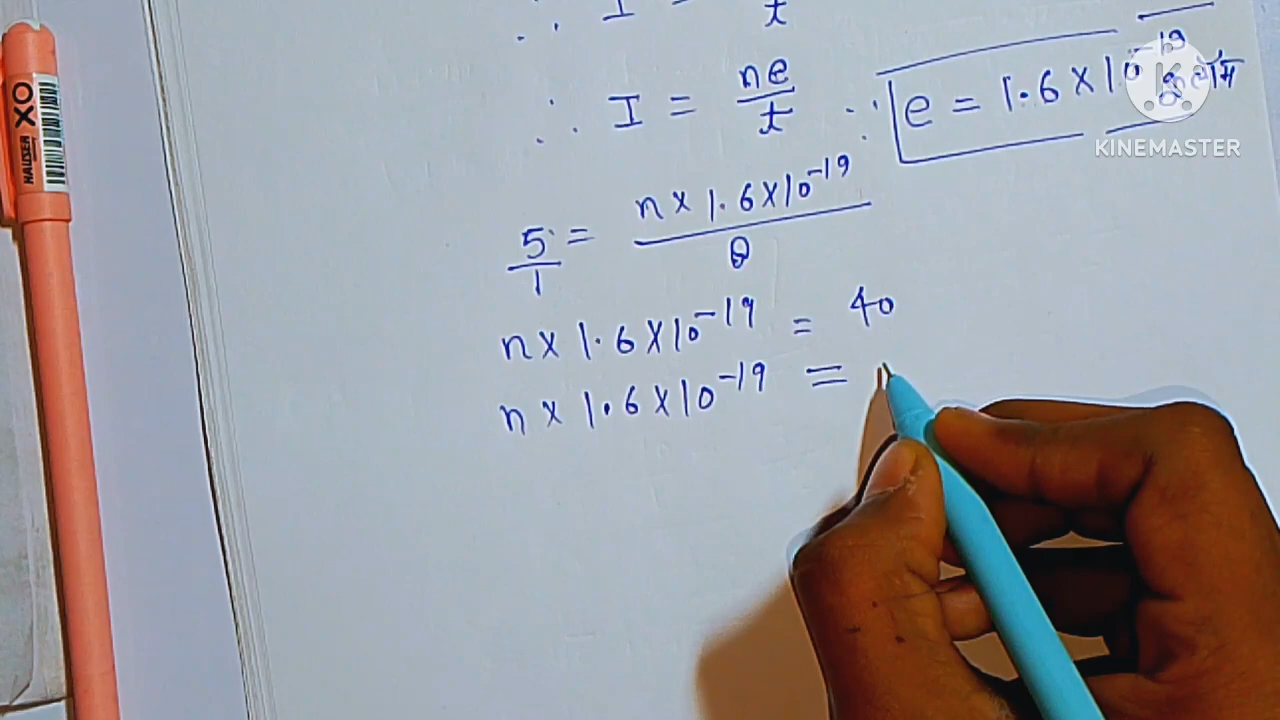 ∴ I = t
∴ I = ne/t ∵ e = 1.6 × 10⁻¹⁹
5/1 = n × 1.6 × 10⁻¹⁹ / 8
n × 1.6 × 10⁻¹⁹ = 40
n × 1.6 × 10⁻¹⁹ =
HAUSER XO
KINEMASTER